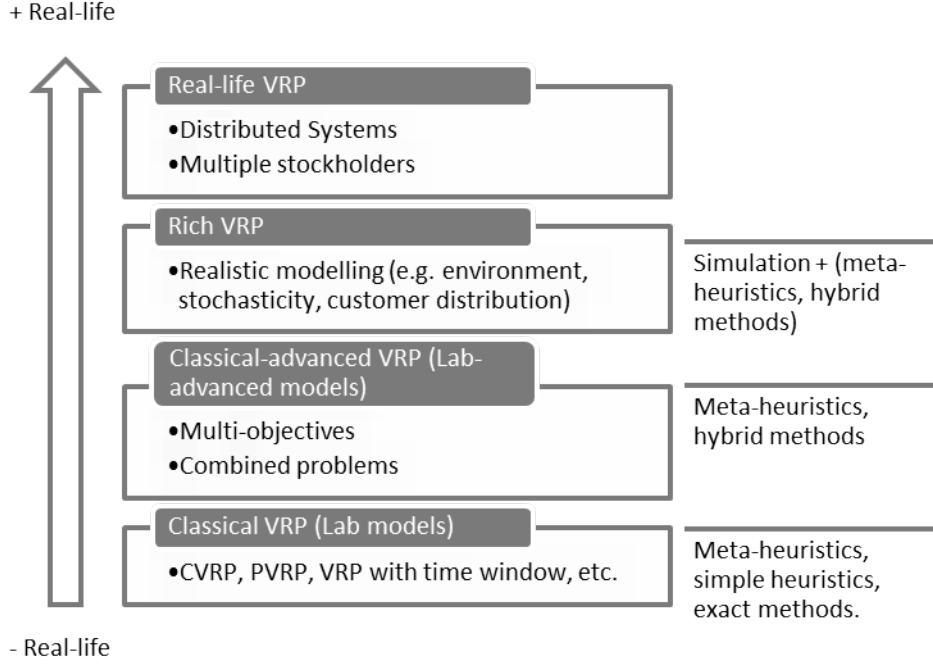 + Real-life
Real-life VRP
•Distributed Systems
•Multiple stockholders
Rich VRP
•Realistic modelling (e.g. environment,
stochasticity, customer distribution)
Simulation + (meta-
heuristics, hybrid
methods)
Classical-advanced VRP (Lab-
advanced models)
•Multi-objectives
•Combined problems
Meta-heuristics,
hybrid methods
Classical VRP (Lab models)
•CVRP, PVRP, VRP with time window, etc.
Meta-heuristics,
simple heuristics,
exact methods.
- Real-life